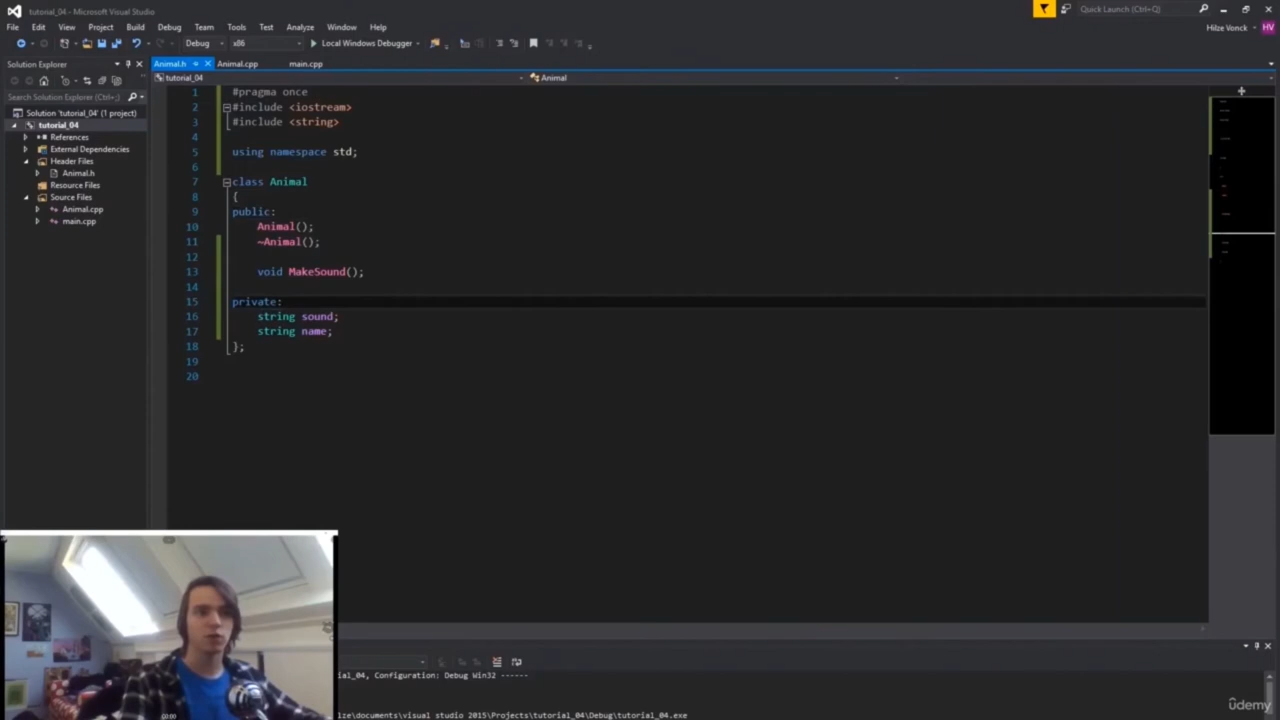 tutorial_04 - Microsoft Visual Studio
Quick Launch (Ctrl+Q)
File Edit View Project Build Debug Team Tools Test Analyze Window Help
Hilze Vonck HV
Debug x86 Local Windows Debugger
Solution Explorer
Animal.h Animal.cpp main.cpp
tutorial_04 Animal
Search Solution Explorer (Ctrl+;)
Solution 'tutorial_04' (1 project)
tutorial_04
References
External Dependencies
Header Files
Animal.h
Resource Files
Source Files
Animal.cpp
main.cpp
1 #pragma once
2 #include <iostream>
3 #include <string>
4
5 using namespace std;
6
7 class Animal
8 {
9 public:
10 Animal();
11 ~Animal();
12
13 void MakeSound();
14
15 private:
16 string sound;
17 string name;
18 };
19
20
ial_04, Configuration: Debug Win32 ------
lze\documents\visual studio 2015\Projects\tutorial_04\Debug\tutorial_04.exe
00:00
udemy